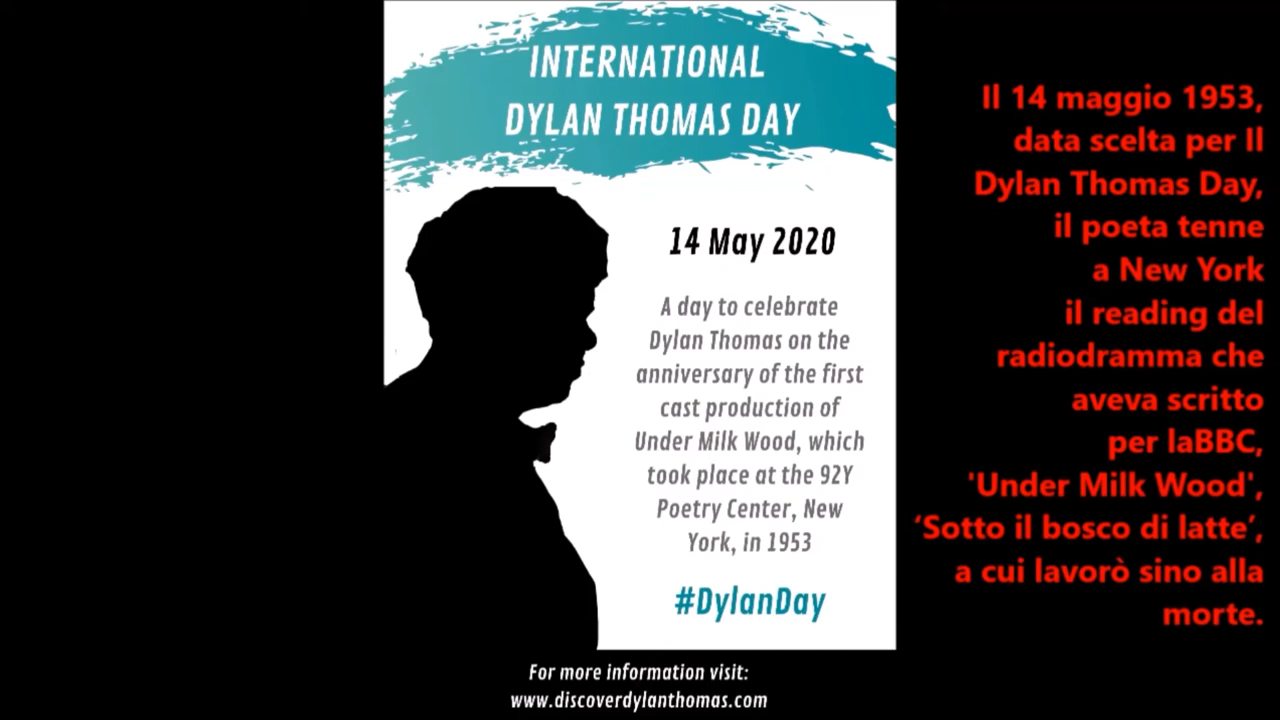 INTERNATIONAL
DYLAN THOMAS DAY
14 May 2020
A day to celebrate
Dylan Thomas on the
anniversary of the first
cast production of
Under Milk Wood, which
took place at the 92Y
Poetry Center, New
York, in 1953
#DylanDay
For more information visit:
www.discoverdylanthomas.com
Il 14 maggio 1953,
data scelta per Il
Dylan Thomas Day,
il poeta tenne
a New York
il reading del
radiodramma che
aveva scritto
per laBBC,
'Under Milk Wood',
‘Sotto il bosco di latte’,
a cui lavorò sino alla
morte.